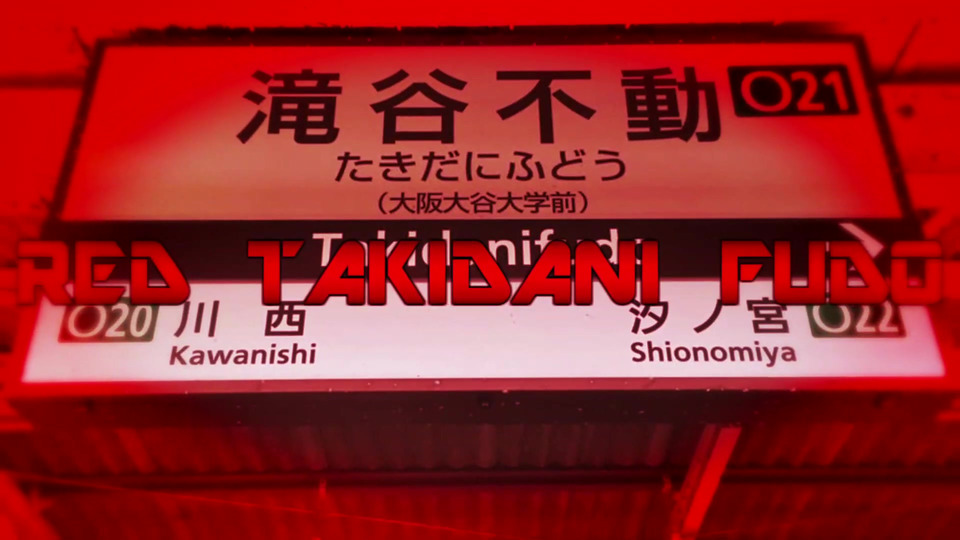 滝谷不動 O21
たきだにふどう
(大阪大谷大学前)
Takidanifudo
RED TAKIDANI FUDO
O20 川西 汐ノ宮 O22
Kawanishi Shionomiya